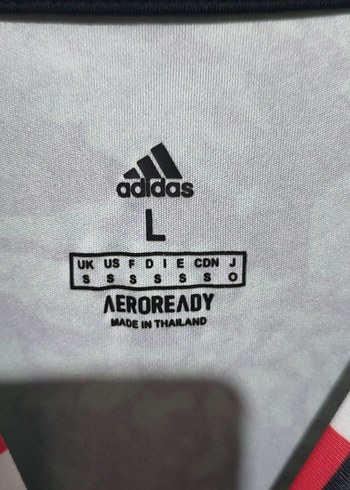 adidas
L
UK US F D I E CDN J
S S S S S S S O
AEROREADY
MADE IN THAILAND